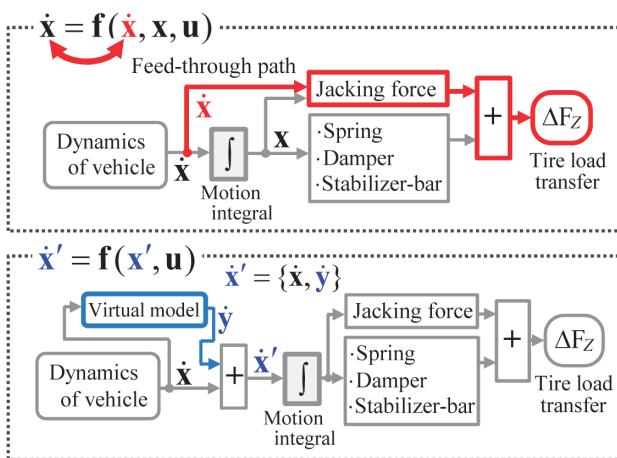 ẋ = f(ẋ, x, u)
Feed-through path
ẋ
Jacking force
Dynamics
of vehicle
ẋ
∫
Motion
integral
x
·Spring
·Damper
·Stabilizer-bar
+
ΔF_Z
Tire load
transfer
ẋ′ = f(x′, u)
ẋ′ = {ẋ, ẏ}
Virtual model
ẏ
Dynamics
of vehicle
ẋ
+
ẋ′
∫
Motion
integral
Jacking force
·Spring
·Damper
·Stabilizer-bar
+
ΔF_Z
Tire load
transfer